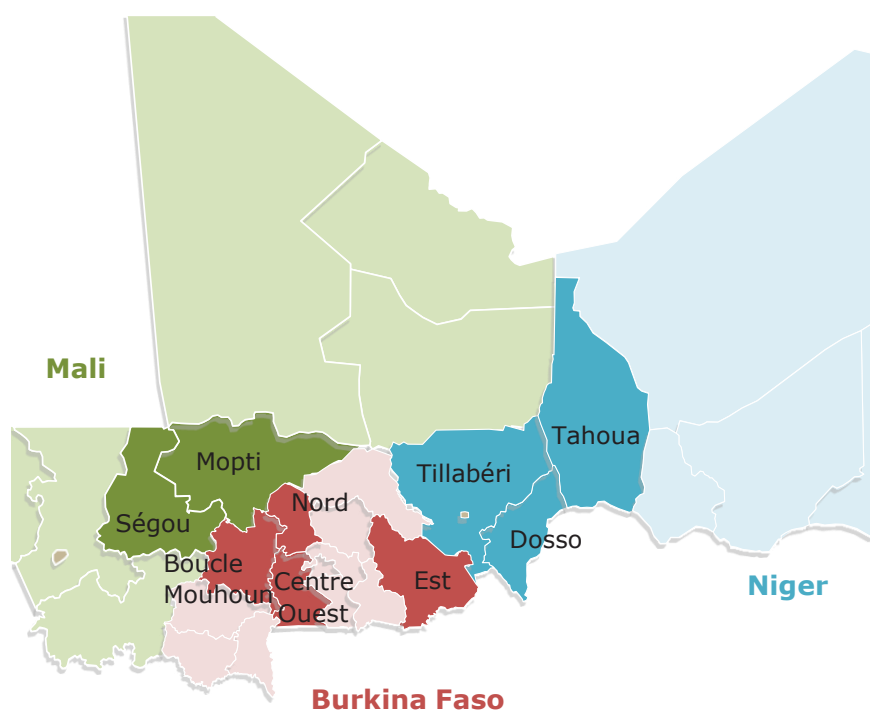 Mali
Mopti
Tahoua
Tillabéri
Nord
Ségou
Dosso
Boucle
Mouhoun
Centre
Ouest
Est
Niger
Burkina Faso